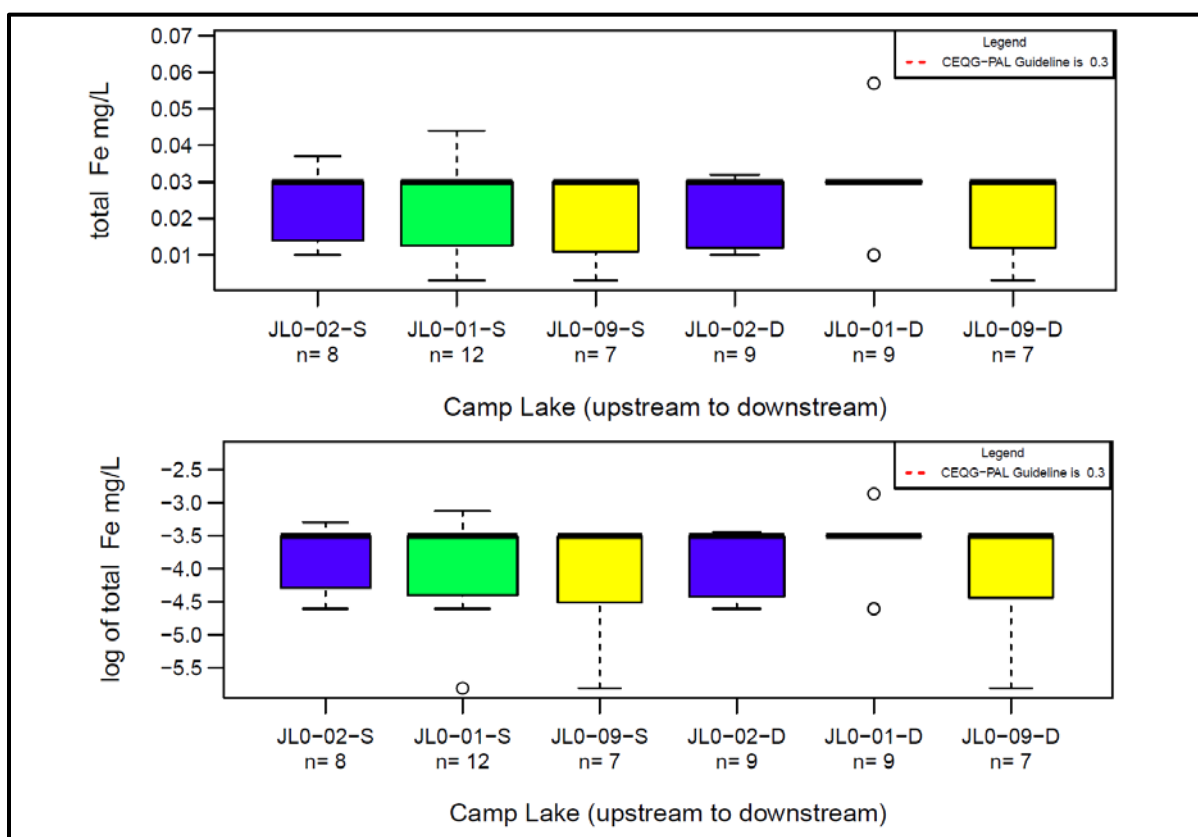 total Fe mg/L
0.07
0.06
0.05
0.04
0.03
0.02
0.01
Legend
CEQG−PAL Guideline is 0.3
JL0−02−S JL0−01−S JL0−09−S JL0−02−D JL0−01−D JL0−09−D
n= 8 n= 12 n= 7 n= 9 n= 9 n= 7
Camp Lake (upstream to downstream)
log of total Fe mg/L
−2.5
−3.0
−3.5
−4.0
−4.5
−5.0
−5.5
Legend
CEQG−PAL Guideline is 0.3
JL0−02−S JL0−01−S JL0−09−S JL0−02−D JL0−01−D JL0−09−D
n= 8 n= 12 n= 7 n= 9 n= 9 n= 7
Camp Lake (upstream to downstream)